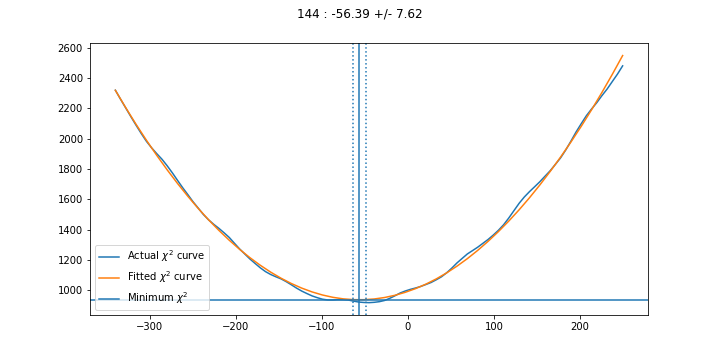 144 : -56.39 +/- 7.62
2600
2400
2200
2000
1800
1600
1400
1200
1000
Actual χ² curve
Fitted χ² curve
Minimum χ²
−300 −200 −100 0 100 200